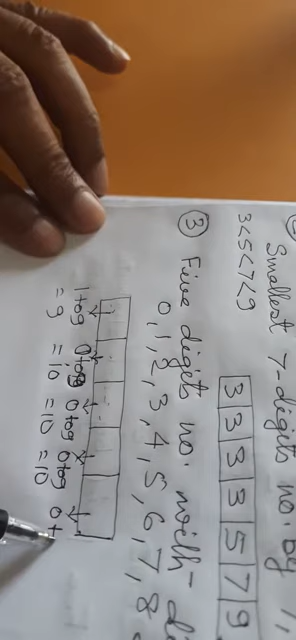 Smallest 7-digits no. by 7,
3<5<7<9
3 3 3 3 5 7 9
③ Five digits no. with
0, 1, 2, 3, 4, 5, 6, 7, 8
1 to 9 0 to 9 0 to 9 0 to 9 0 t
=9 =10 =10 =10